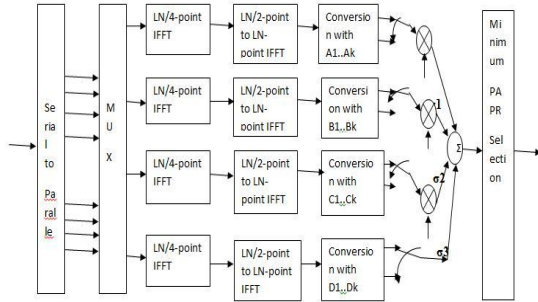 Se
ria
l
to
Pa
ral
le
M
U
X
LN/4-point
IFFT
LN/2-point
to LN-
point IFFT
Conversio
n with
A1..Ak
LN/4-point
IFFT
LN/2-point
to LN-
point IFFT
Conversi
on with
B1..Bk
1
LN/4-point
IFFT
LN/2-point
to LN-
point IFFT
Conversio
n with
C1..Ck
σ2
LN/4-point
IFFT
LN/2-point
to LN-point
IFFT
Conversio
n with
D1..Dk
σ3
Σ
Mi
nim
um
PA
PR
Sel
ecti
on